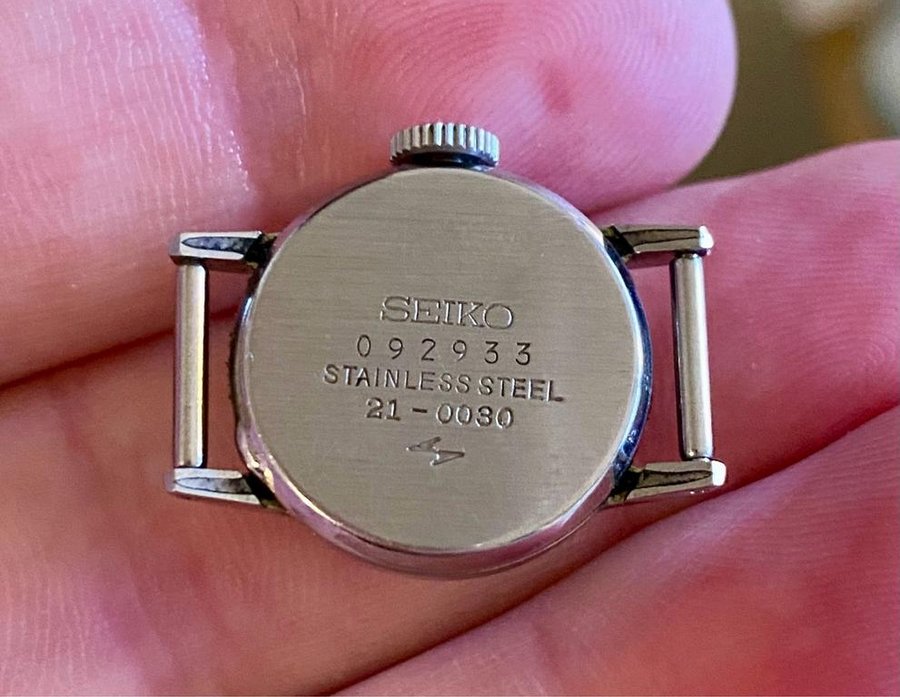 SEIKO
092933
STAINLESS STEEL
21-0030